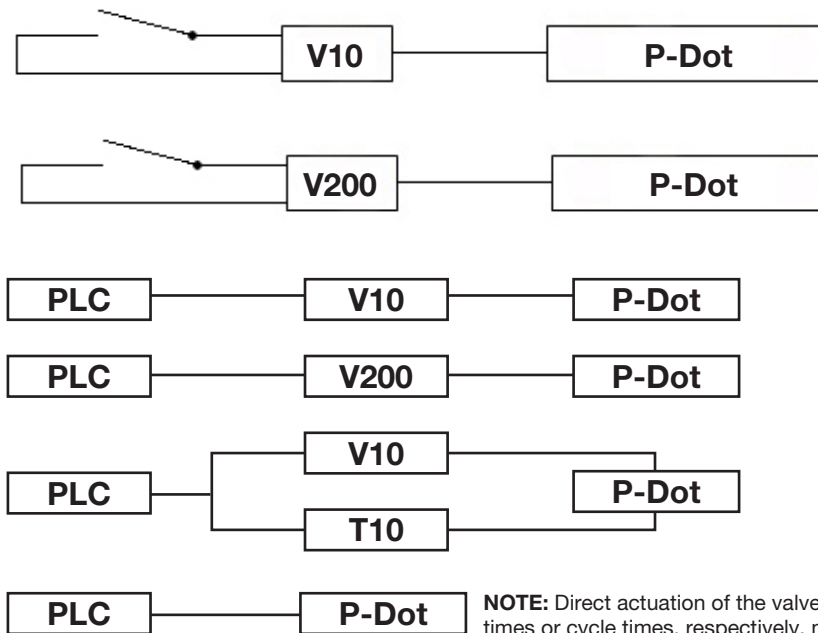 V10 P-Dot
V200 P-Dot
PLC V10 P-Dot
PLC V200 P-Dot
V10
PLC P-Dot
T10
PLC P-Dot
NOTE: Direct actuation of the valve
times or cycle times, respectively,